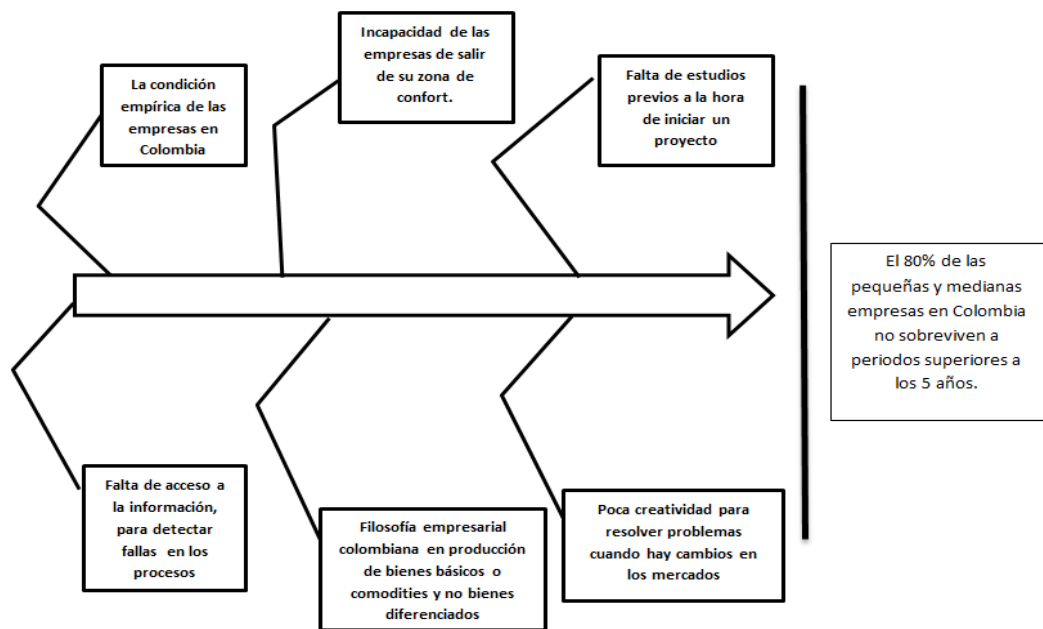 La condición
empírica de las
empresas en
Colombia
Incapacidad de las
empresas de salir
de su zona de
confort.
Falta de estudios
previos a la hora
de iniciar un
proyecto
El 80% de las
pequeñas y medianas
empresas en Colombia
no sobreviven a
periodos superiores a
los 5 años.
Falta de acceso a
la información,
para detectar
fallas en los
procesos
Filosofía empresarial
colombiana en producción
de bienes básicos o
comodities y no bienes
diferenciados
Poca creatividad para
resolver problemas
cuando hay cambios en
los mercados